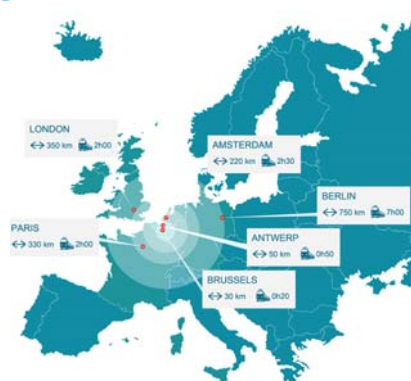 LONDON
350 km 2h00
AMSTERDAM
220 km 2h30
BERLIN
750 km 7h00
PARIS
330 km 2h00
ANTWERP
50 km 0h50
BRUSSELS
30 km 0h20